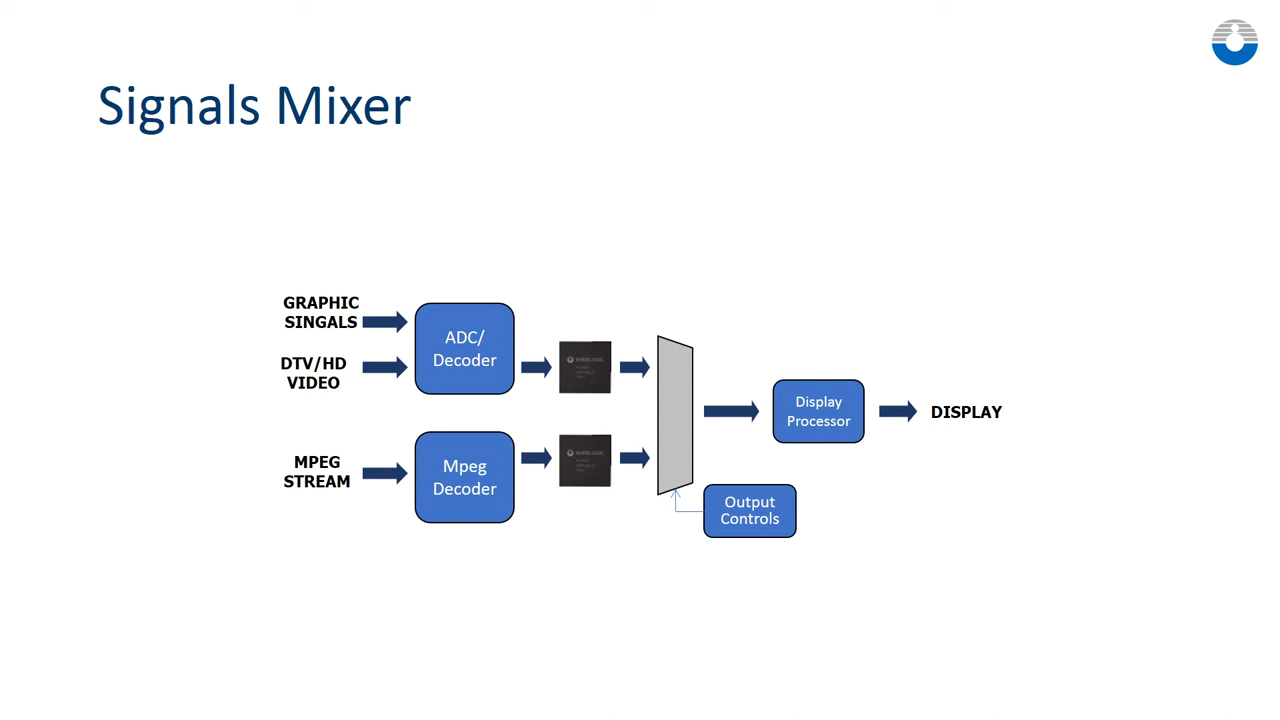 Signals Mixer
GRAPHIC
SINGALS
DTV/HD
VIDEO
ADC/
Decoder
MPEG
STREAM
Mpeg
Decoder
Display
Processor
DISPLAY
Output
Controls